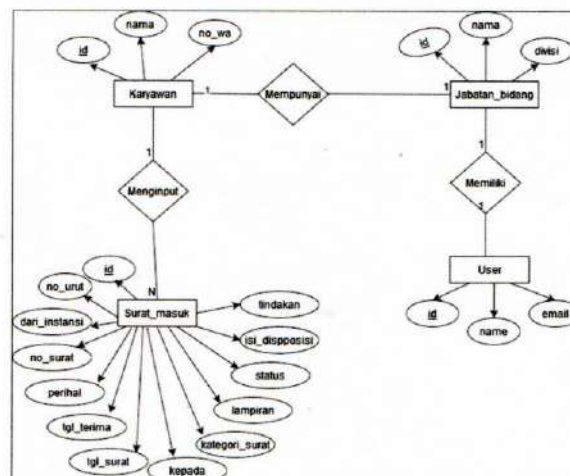 nama
id
no_wa
Karyawan
1
Mempunyai
1
nama
id
divisi
Jabatan_bidang
1
Menginput
N
1
Memiliki
1
User
id
name
email
id
no_urut
dari_instansi
no_surat
perihal
tgl_terima
tgl_surat
kepada
kategori_surat
lampiran
status
isi_dispposisi
tindakan
Surat_masuk